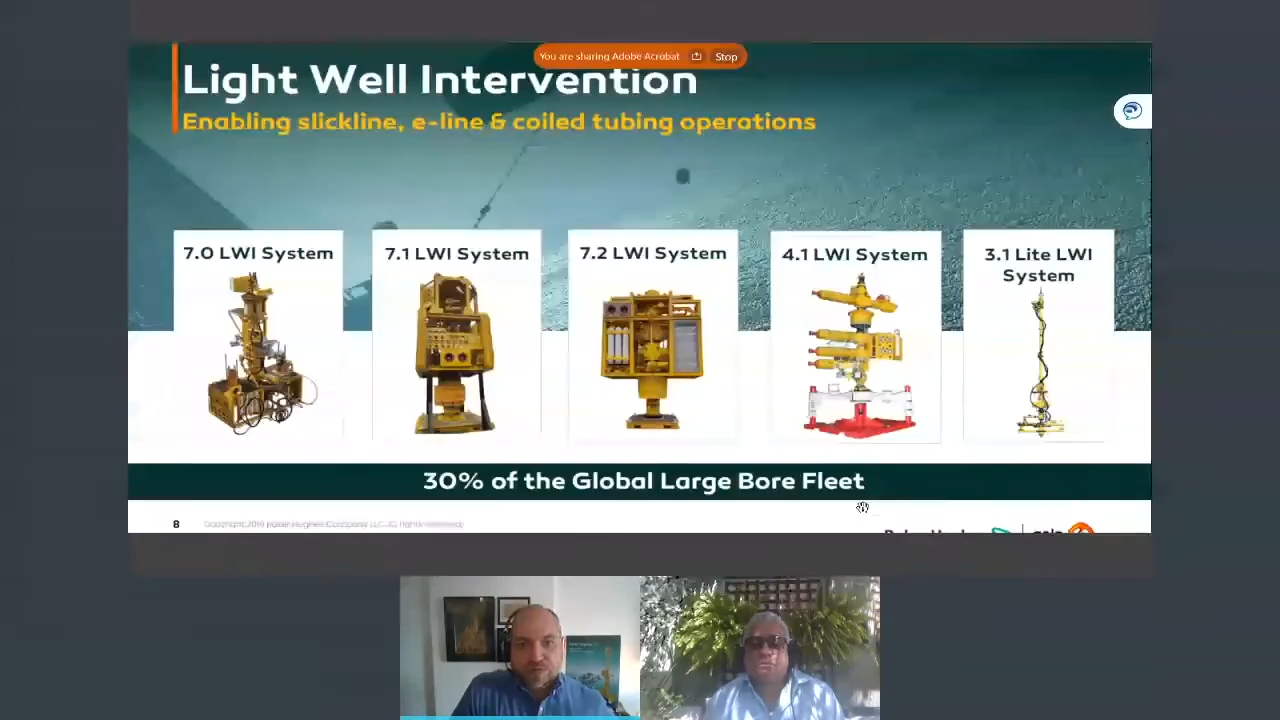 You are sharing Adobe Acrobat Stop
Light Well Intervention
Enabling slickline, e-line & coiled tubing operations
7.0 LWI System
7.1 LWI System
7.2 LWI System
4.1 LWI System
3.1 Lite LWI
System
30% of the Global Large Bore Fleet
8